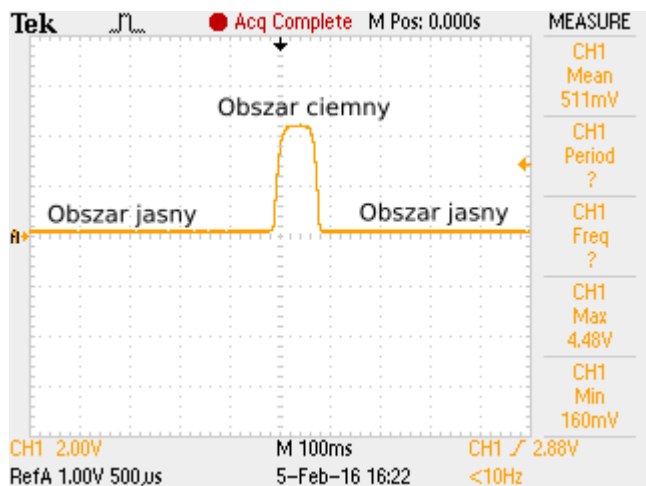 Tek Acq Complete M Pos: 0.000s MEASURE
CH1
Mean
511mV
Obszar ciemny
CH1
Period
?
Obszar jasny Obszar jasny
CH1
Freq
?
CH1
Max
4.48V
CH1
Min
160mV
CH1 2.00V M 100ms CH1 2.88V
RefA 1.00V 500µs 5-Feb-16 16:22 <10Hz